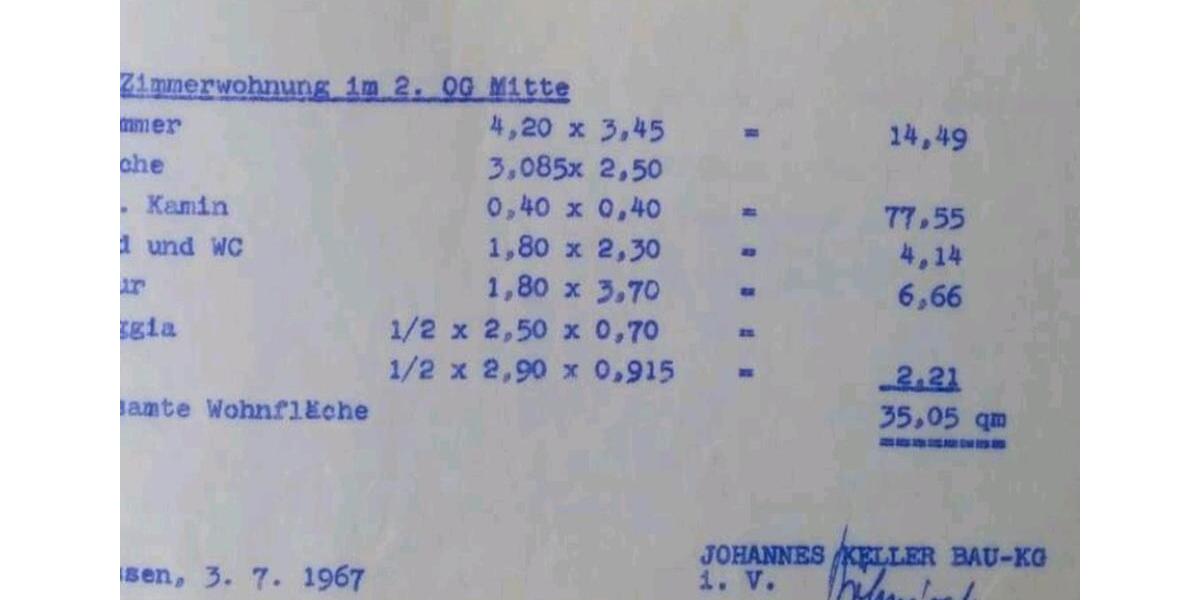 Zimmerwohnung im 2. OG Mitte
mmer 4,20 x 3,45 = 14,49
che 3,085x 2,50
. Kamin 0,40 x 0,40 = 77,55
d und WC 1,80 x 2,30 = 4,14
ur 1,80 x 3,70 = 6,66
ggia 1/2 x 2,50 x 0,70 =
1/2 x 2,90 x 0,915 = 2,21
samte Wohnfläche 35,05 qm
========
JOHANNES KELLER BAU-KG
ssen, 3. 7. 1967 i. V.